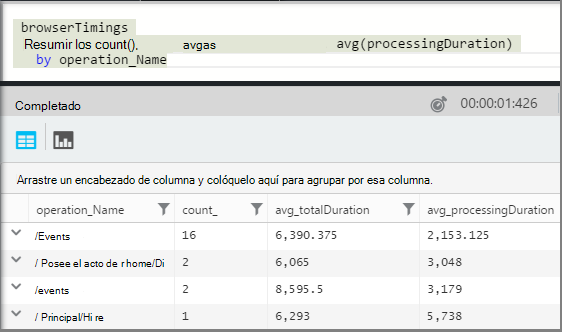 browserTimings
Resumir los count(), avgas avg(processingDuration)
by operation_Name
Completado 00:00:01:426
Arrastre un encabezado de columna y colóquelo aquí para agrupar por esa columna.
operation_Name count_ avg_totalDuration avg_processingDuration
/Events 16 6,390.375 2,153.125
/ Posee el acto de r home/Di 2 6,065 3,048
/events 2 8,595.5 3,179
/ Principal/Hi re 1 6,293 5,738